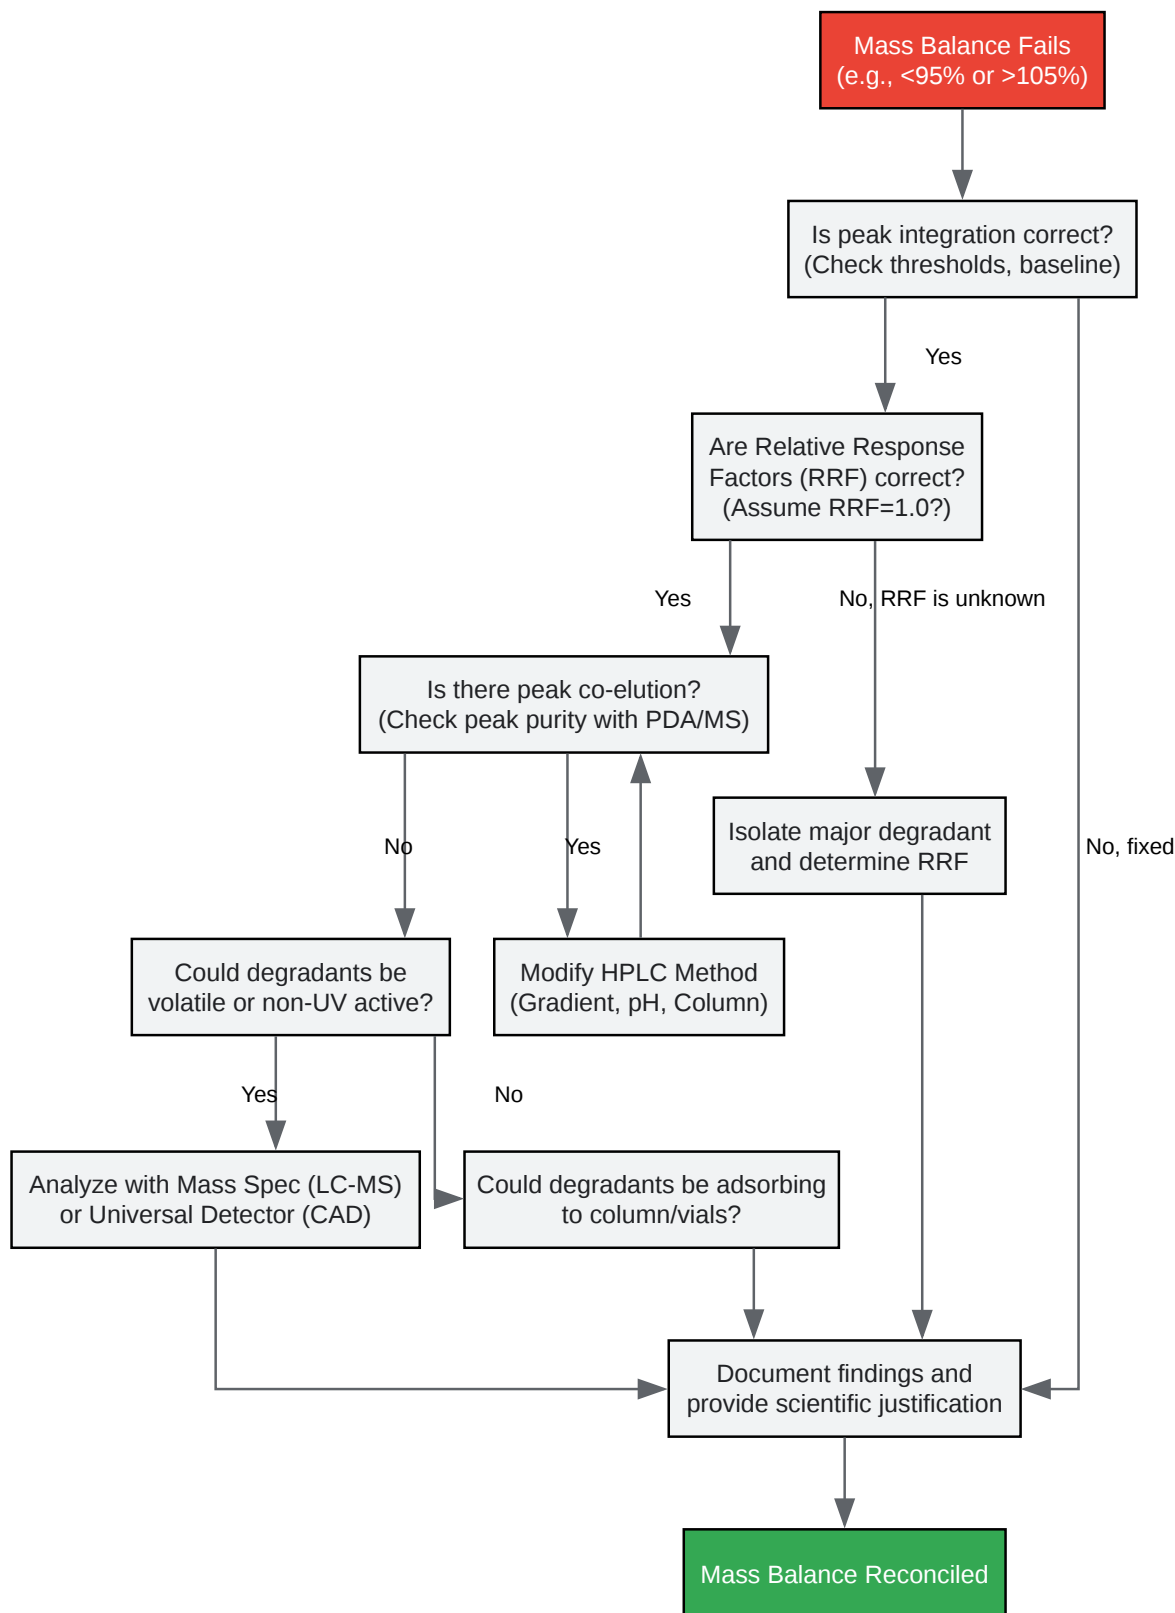 Mass Balance Fails
(e.g., <95% or >105%)
Is peak integration correct?
(Check thresholds, baseline)
Yes
Are Relative Response
Factors (RRF) correct?
(Assume RRF=1.0?)
Yes
No, RRF is unknown
Is there peak co-elution?
(Check peak purity with PDA/MS)
Isolate major degradant
and determine RRF
No
Yes
No, fixed
Could degradants be
volatile or non-UV active?
Modify HPLC Method
(Gradient, pH, Column)
Yes
No
Analyze with Mass Spec (LC-MS)
or Universal Detector (CAD)
Could degradants be adsorbing
to column/vials?
Document findings and
provide scientific justification
Mass Balance Reconciled